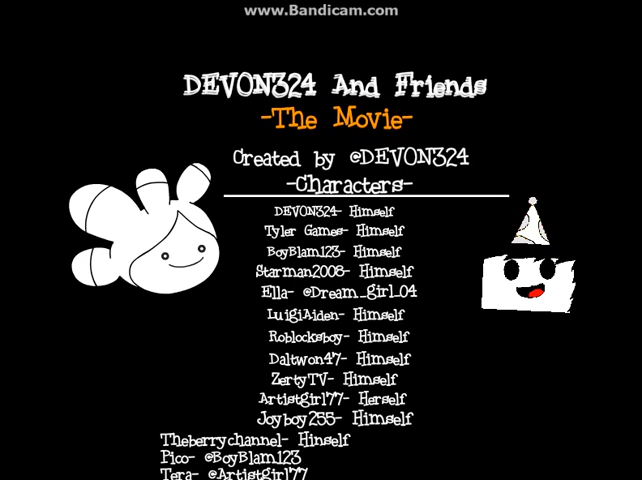 www.Bandicam.com
DEVON324 And Friends
-The Movie-
Created by @DEVON324
-Characters-
DEVON324- Himself
Tyler Games- Himself
BoyBlam123- Himself
Starman2008- Himself
Ella- @Dream_girl_04
LuigiAiden- Himself
Roblocksboy- Himself
Daltwon47- Himself
ZertyTV- Himself
Artistgirl77- Herself
Joyboy255- Himself
Theberrychannel- Hinself
Pico- @BoyBlam123
Tera- @Artistgirl77